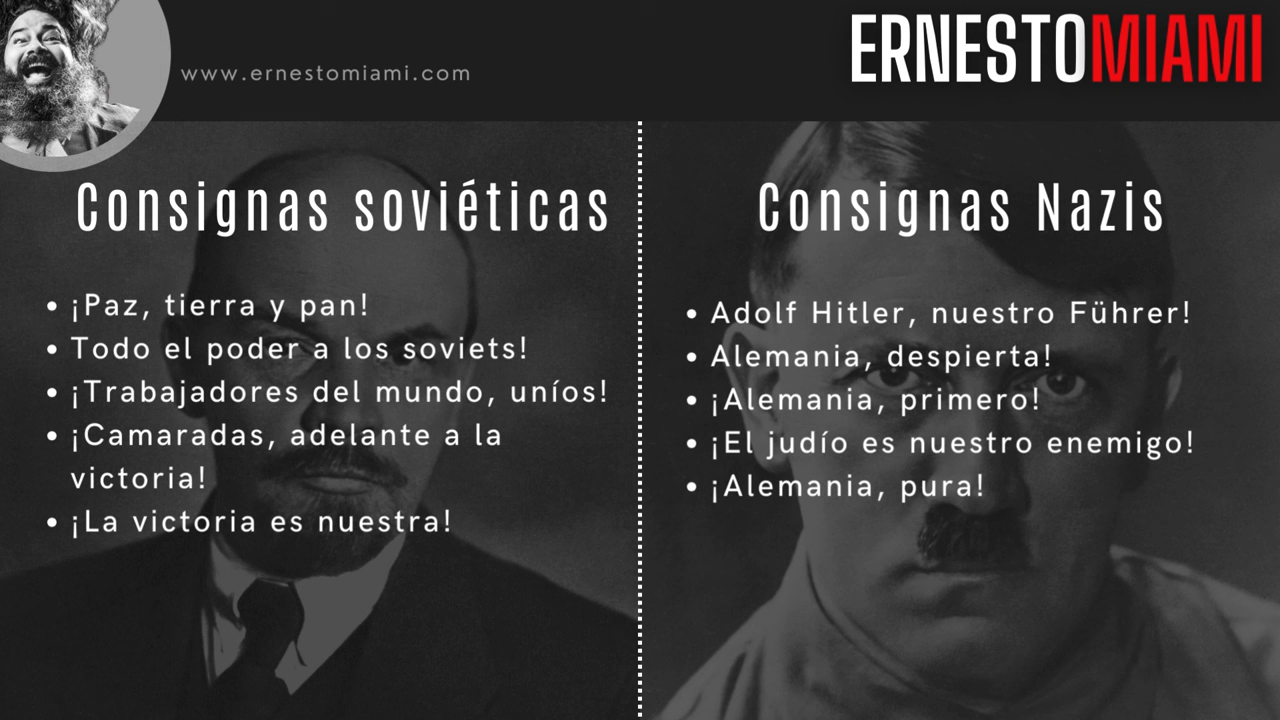 www.ernestomiami.com
ERNESTOMIAMI
Consignas soviéticas
• ¡Paz, tierra y pan!
• Todo el poder a los soviets!
• ¡Trabajadores del mundo, uníos!
• ¡Camaradas, adelante a la
victoria!
• ¡La victoria es nuestra!
Consignas Nazis
• Adolf Hitler, nuestro Führer!
• Alemania, despierta!
• ¡Alemania, primero!
• ¡El judío es nuestro enemigo!
• ¡Alemania, pura!